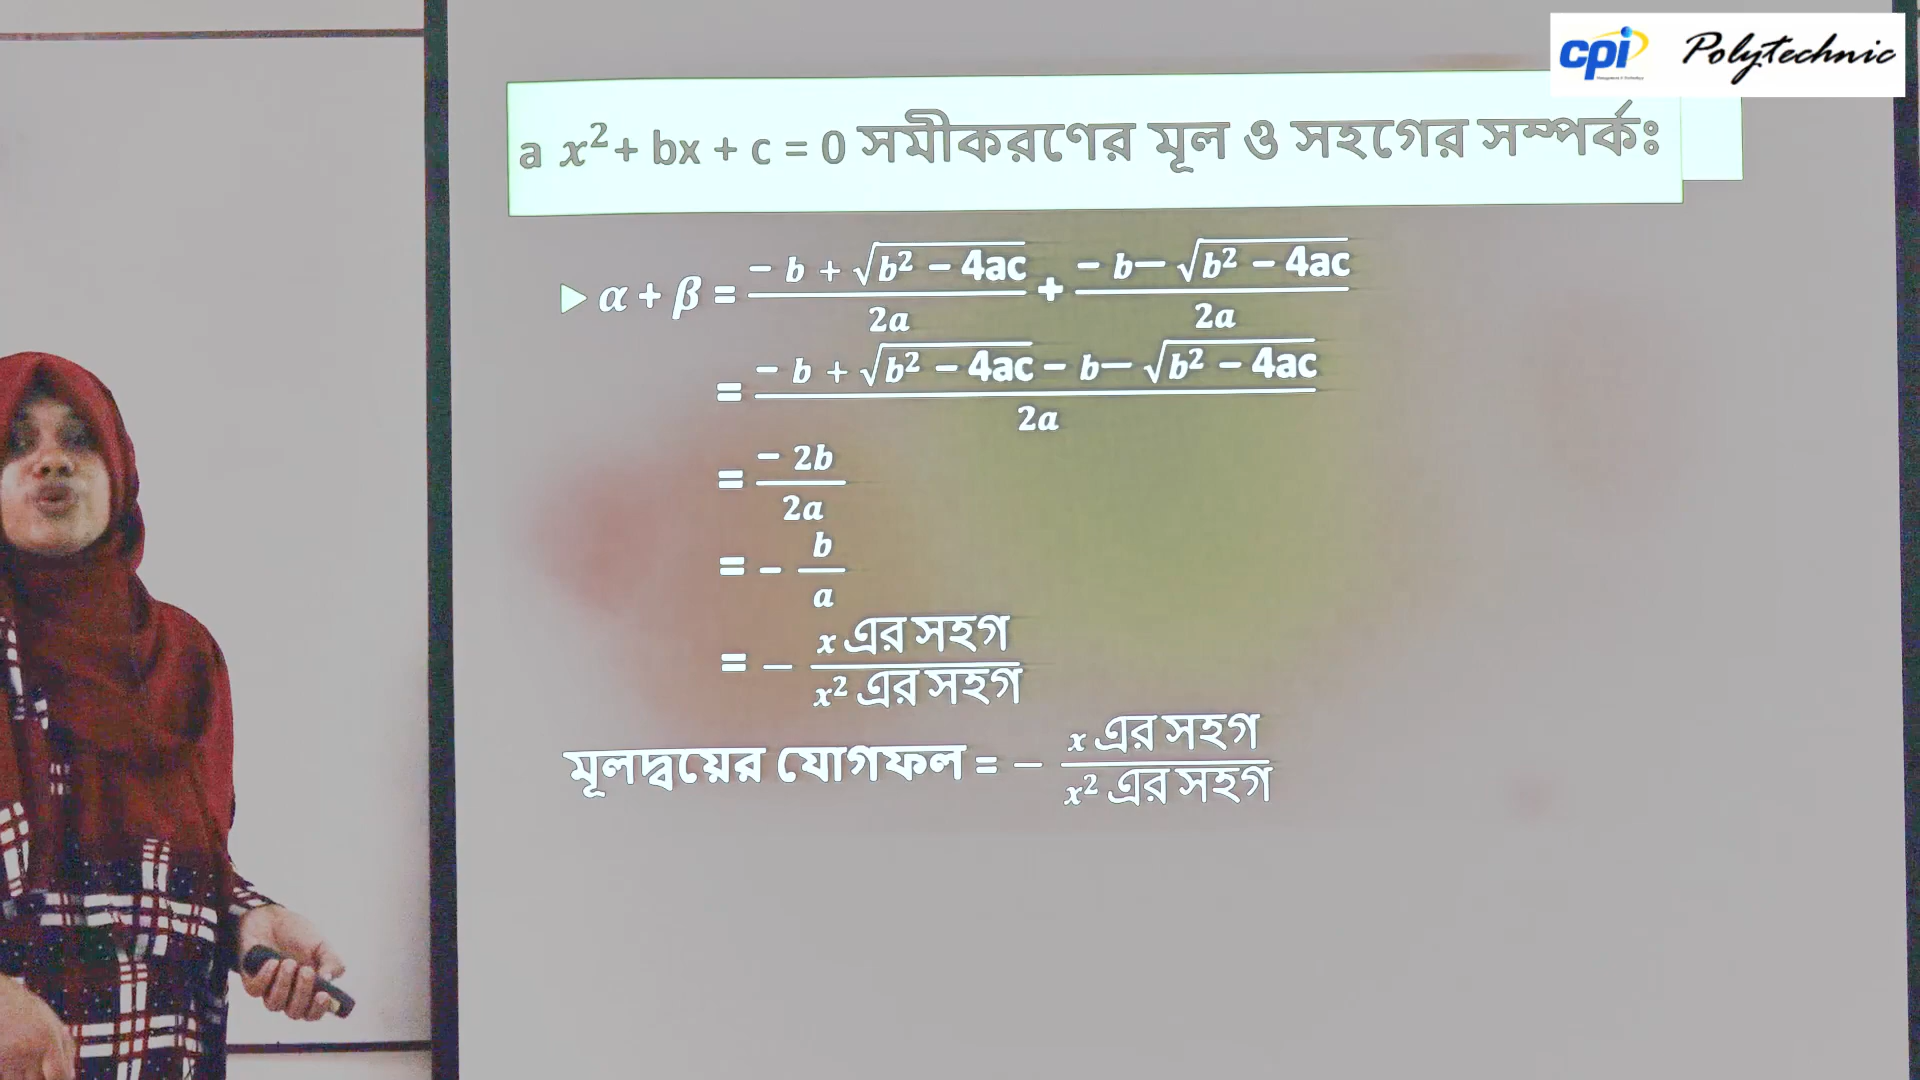 cpi Polytechnic
a x²+ bx + c = 0 সমীকরণের মূল ও সহগের সম্পর্কঃ
α + β = (− b + √(b² − 4ac))/2a + (− b− √(b² − 4ac))/2a
= (− b + √(b² − 4ac) − b− √(b² − 4ac))/2a
= − 2b/2a
= − b/a
= − x এর সহগ/x² এর সহগ
মূলদ্বয়ের যোগফল = − x এর সহগ/x² এর সহগ